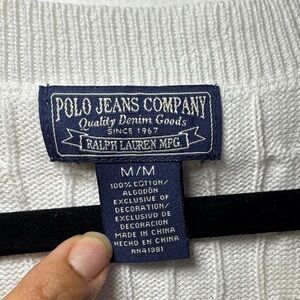 POLO JEANS COMPANY
Quality Denim Goods
SINCE 1967
RALPH LAUREN MFG.
M/M
100% COTTON/
ALGODÓN
EXCLUSIVE OF
DECORATION/
EXCLUSIVO DE
DECORACION
MADE IN CHINA
HECHO EN CHINA
RN41381